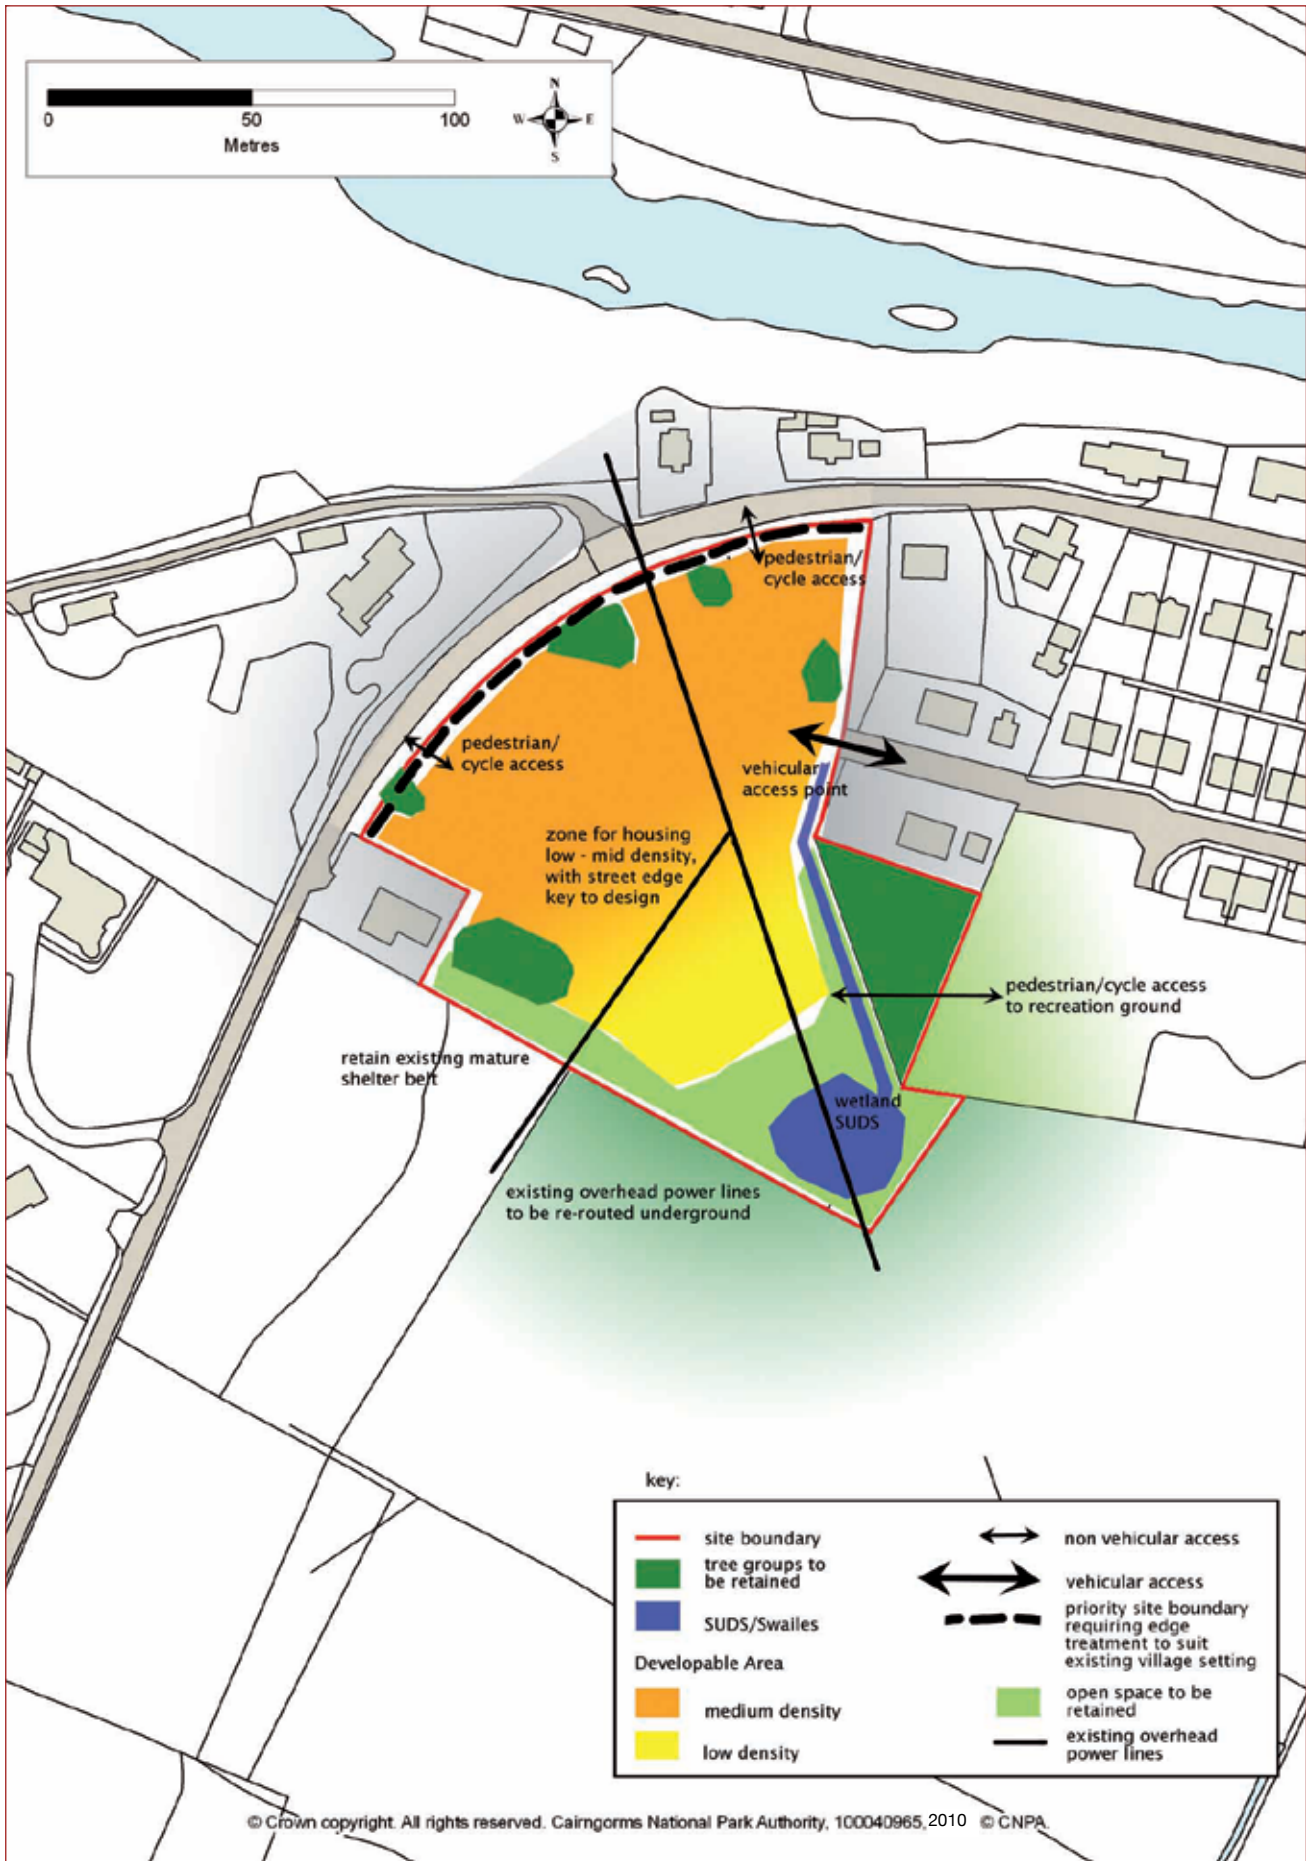 N
W E
S
0 50 100
Metres
pedestrian/
cycle access
pedestrian/
cycle access
vehicular
access point
zone for housing
low - mid density,
with street edge
key to design
pedestrian/cycle access
to recreation ground
retain existing mature
shelter belt
wetland
SUDS
existing overhead power lines
to be re-routed underground
key:
site boundary
tree groups to
be retained
SUDS/Swailes
Developable Area
medium density
low density
non vehicular access
vehicular access
priority site boundary
requiring edge
treatment to suit
existing village setting
open space to be
retained
existing overhead
power lines
© Crown copyright. All rights reserved. Cairngorms National Park Authority, 100040965, 2010 © CNPA.